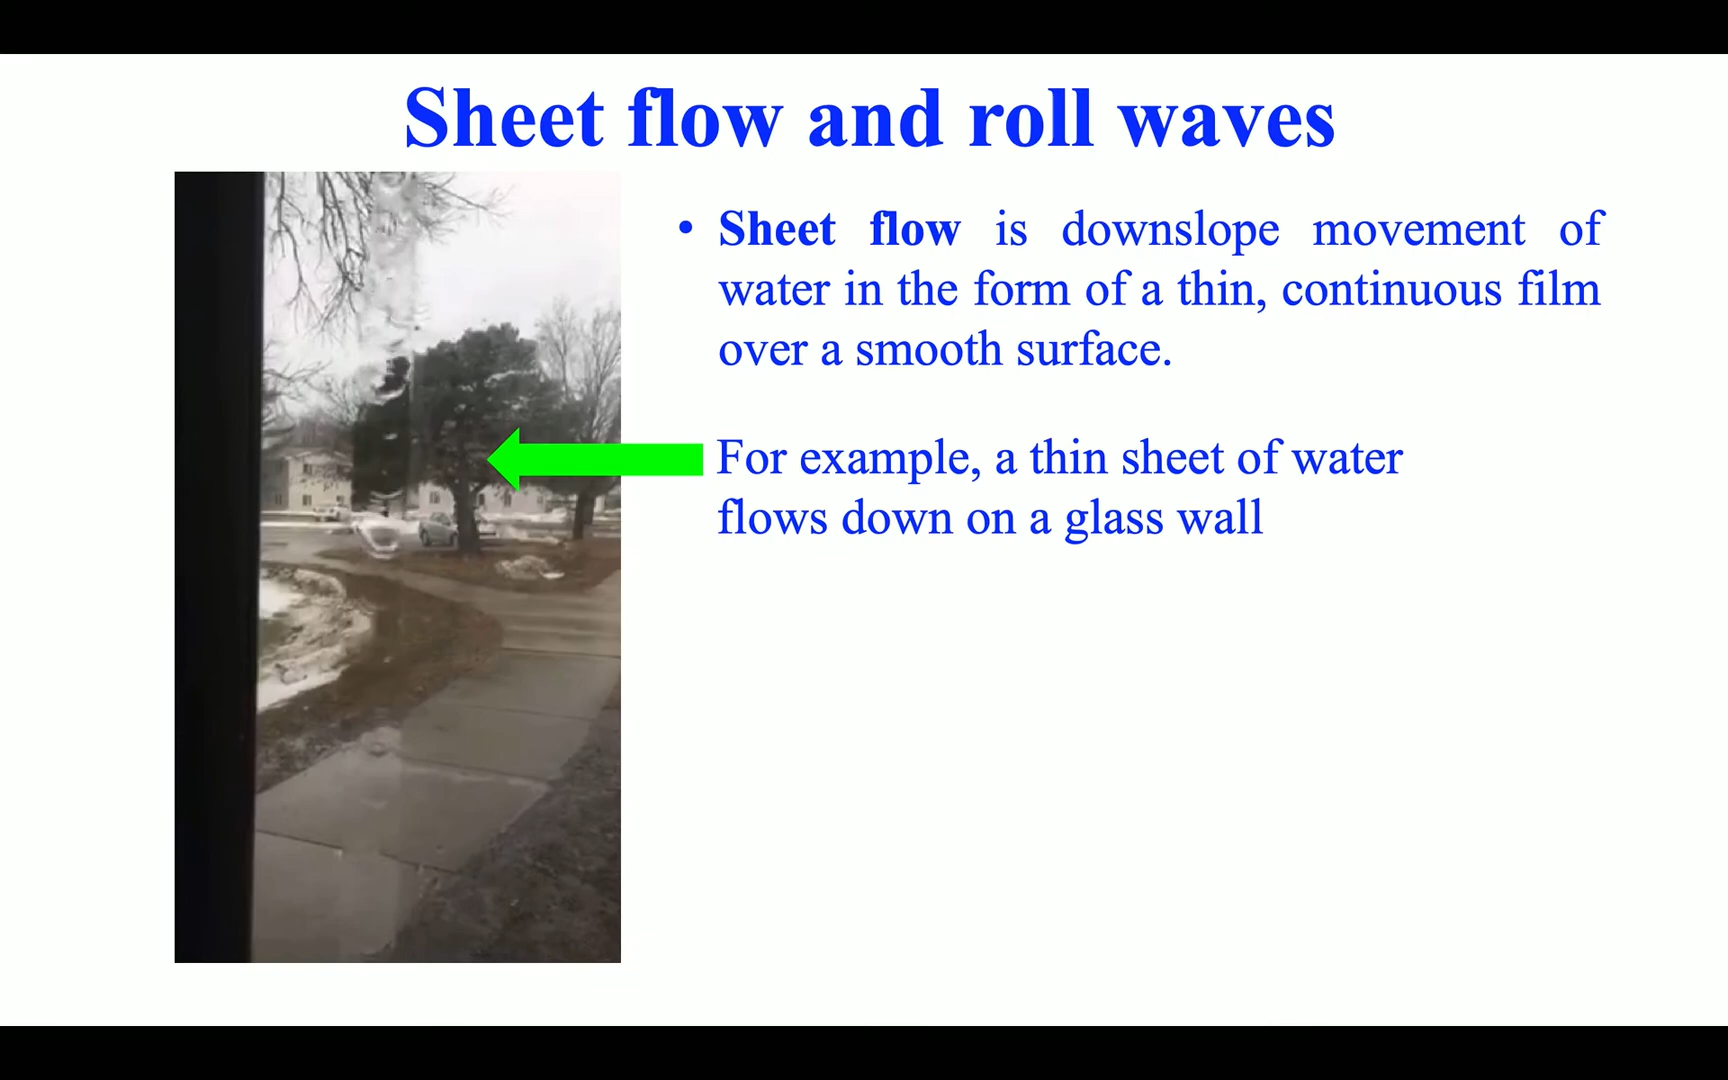 Sheet flow and roll waves
• Sheet flow is downslope movement of
water in the form of a thin, continuous film
over a smooth surface.
For example, a thin sheet of water
flows down on a glass wall